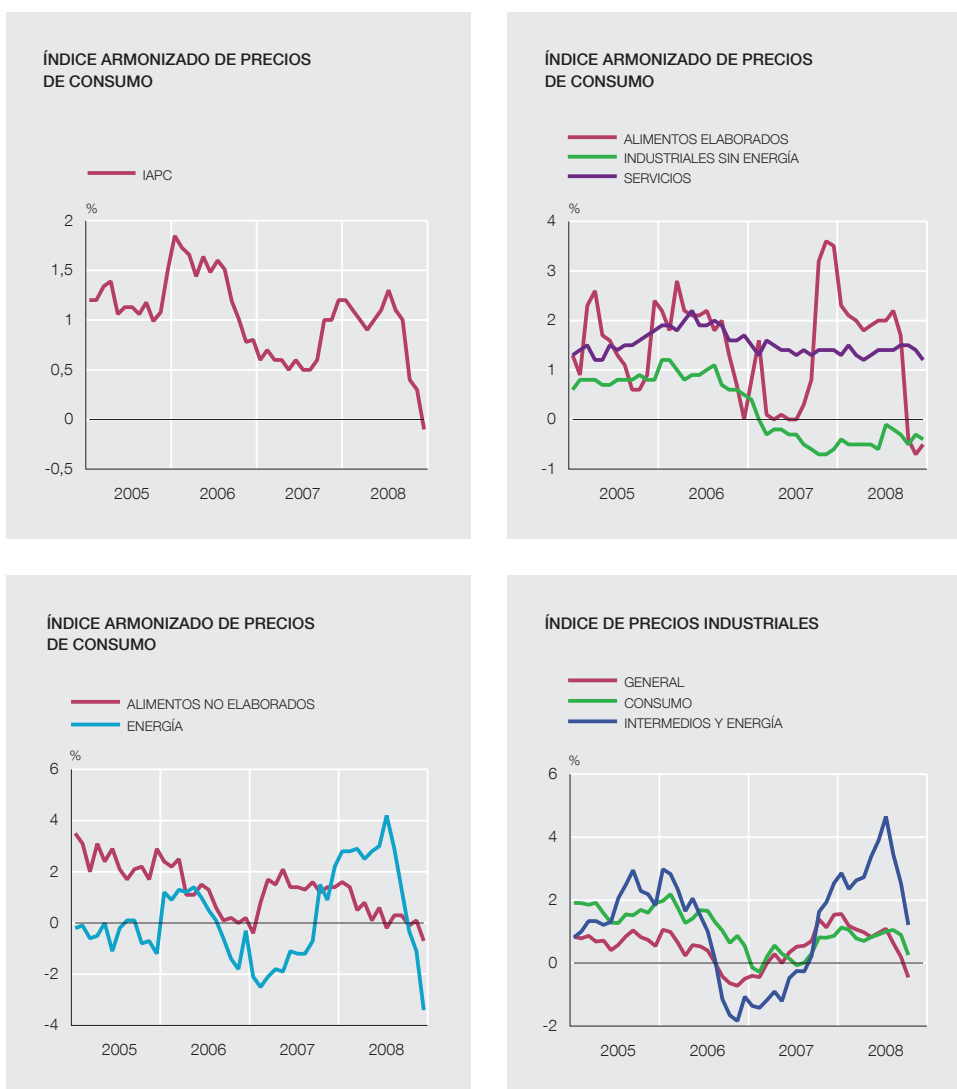 ÍNDICE ARMONIZADO DE PRECIOS
DE CONSUMO
IAPC
%
2
1,5
1
0,5
0
-0,5
2005 2006 2007 2008
ÍNDICE ARMONIZADO DE PRECIOS
DE CONSUMO
ALIMENTOS ELABORADOS
INDUSTRIALES SIN ENERGÍA
SERVICIOS
%
4
3
2
1
0
-1
2005 2006 2007 2008
ÍNDICE ARMONIZADO DE PRECIOS
DE CONSUMO
ALIMENTOS NO ELABORADOS
ENERGÍA
%
6
4
2
0
-2
-4
2005 2006 2007 2008
ÍNDICE DE PRECIOS INDUSTRIALES
GENERAL
CONSUMO
INTERMEDIOS Y ENERGÍA
%
6
4
2
0
-2
2005 2006 2007 2008